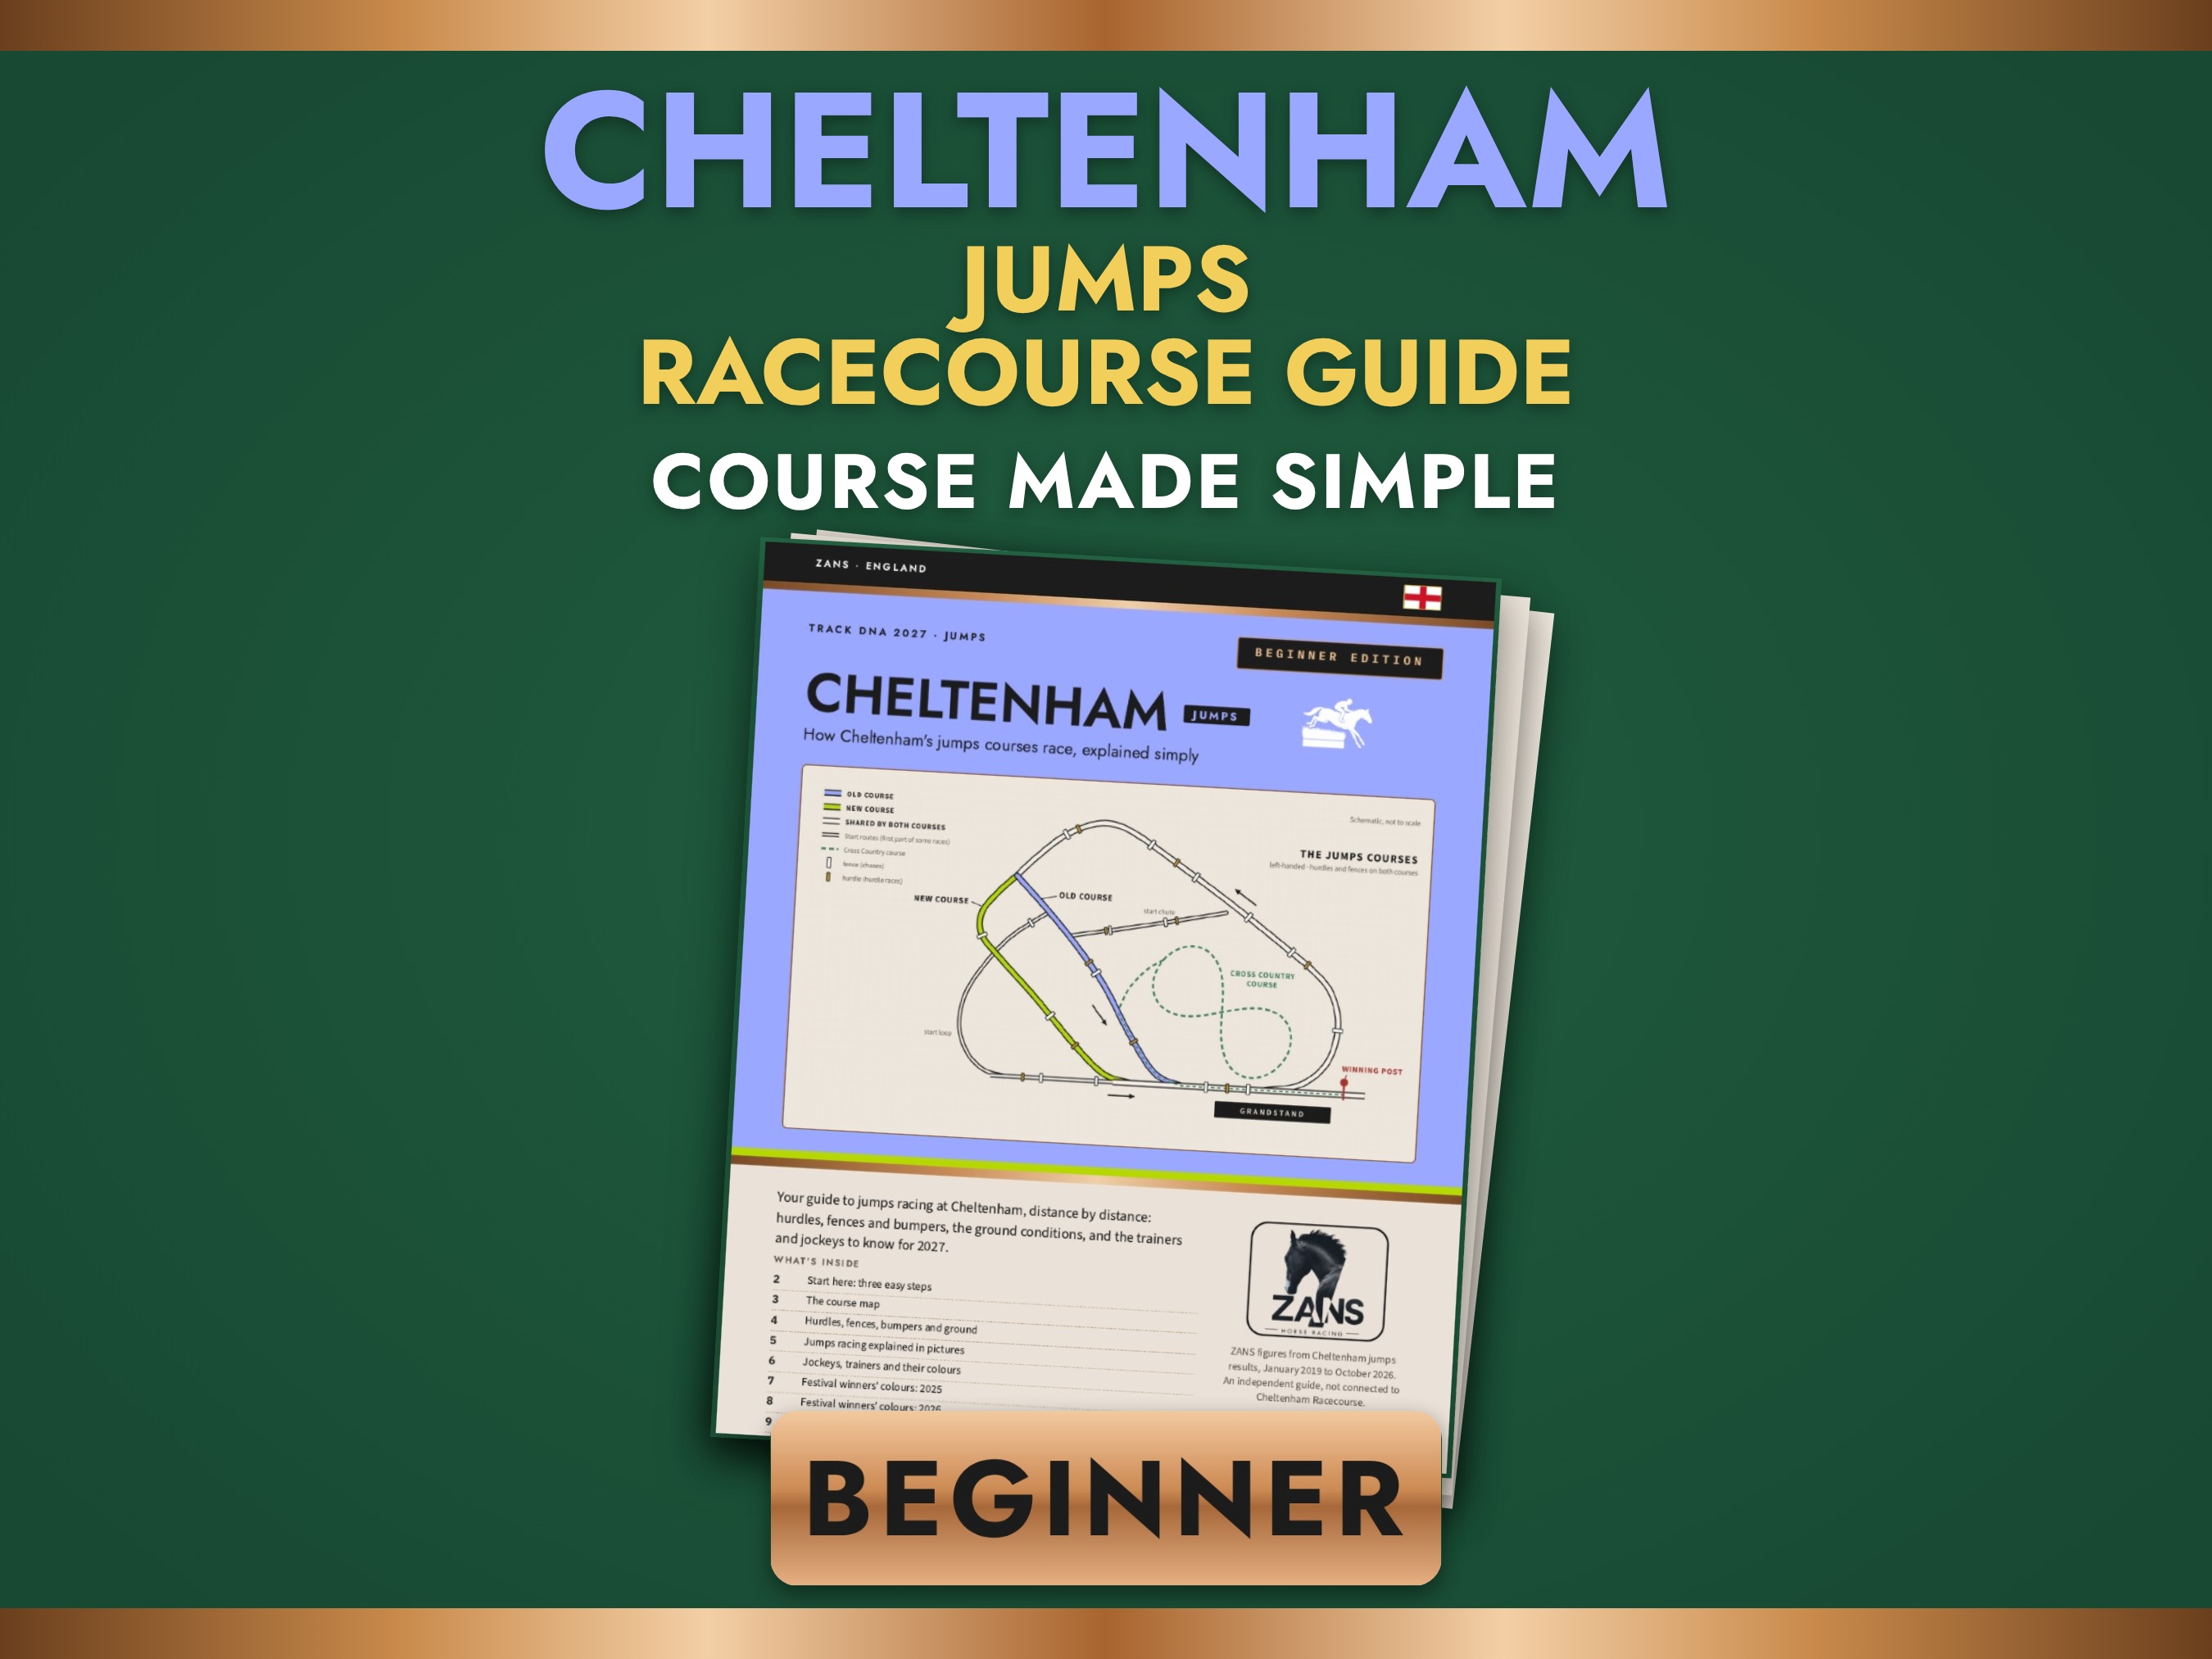 CHELTENHAM
JUMPS
RACECOURSE GUIDE
COURSE MADE SIMPLE
ZANS · ENGLAND
TRACK DNA 2027 · JUMPS
BEGINNER EDITION
CHELTENHAM
JUMPS
How Cheltenham's jumps courses race, explained simply
OLD COURSE
NEW COURSE
SHARED BY BOTH COURSES
Start routes (first part of some races)
Cross Country course
fence (chases)
hurdle (hurdle races)
Schematic, not to scale
THE JUMPS COURSES
left-handed · hurdles and fences on both courses
NEW COURSE
OLD COURSE
start chute
CROSS COUNTRY
COURSE
start loop
WINNING POST
GRANDSTAND
Your guide to jumps racing at Cheltenham, distance by distance:
hurdles, fences and bumpers, the ground conditions, and the trainers
and jockeys to know for 2027.
WHAT'S INSIDE
2 Start here: three easy steps
3 The course map
4 Hurdles, fences, bumpers and ground
5 Jumps racing explained in pictures
6 Jockeys, trainers and their colours
7 Festival winners' colours: 2025
8 Festival winners' colours: 2026
9
ZANS
HORSE RACING
ZANS figures from Cheltenham jumps
results, January 2019 to October 2026.
An independent guide, not connected to
Cheltenham Racecourse.
BEGINNER